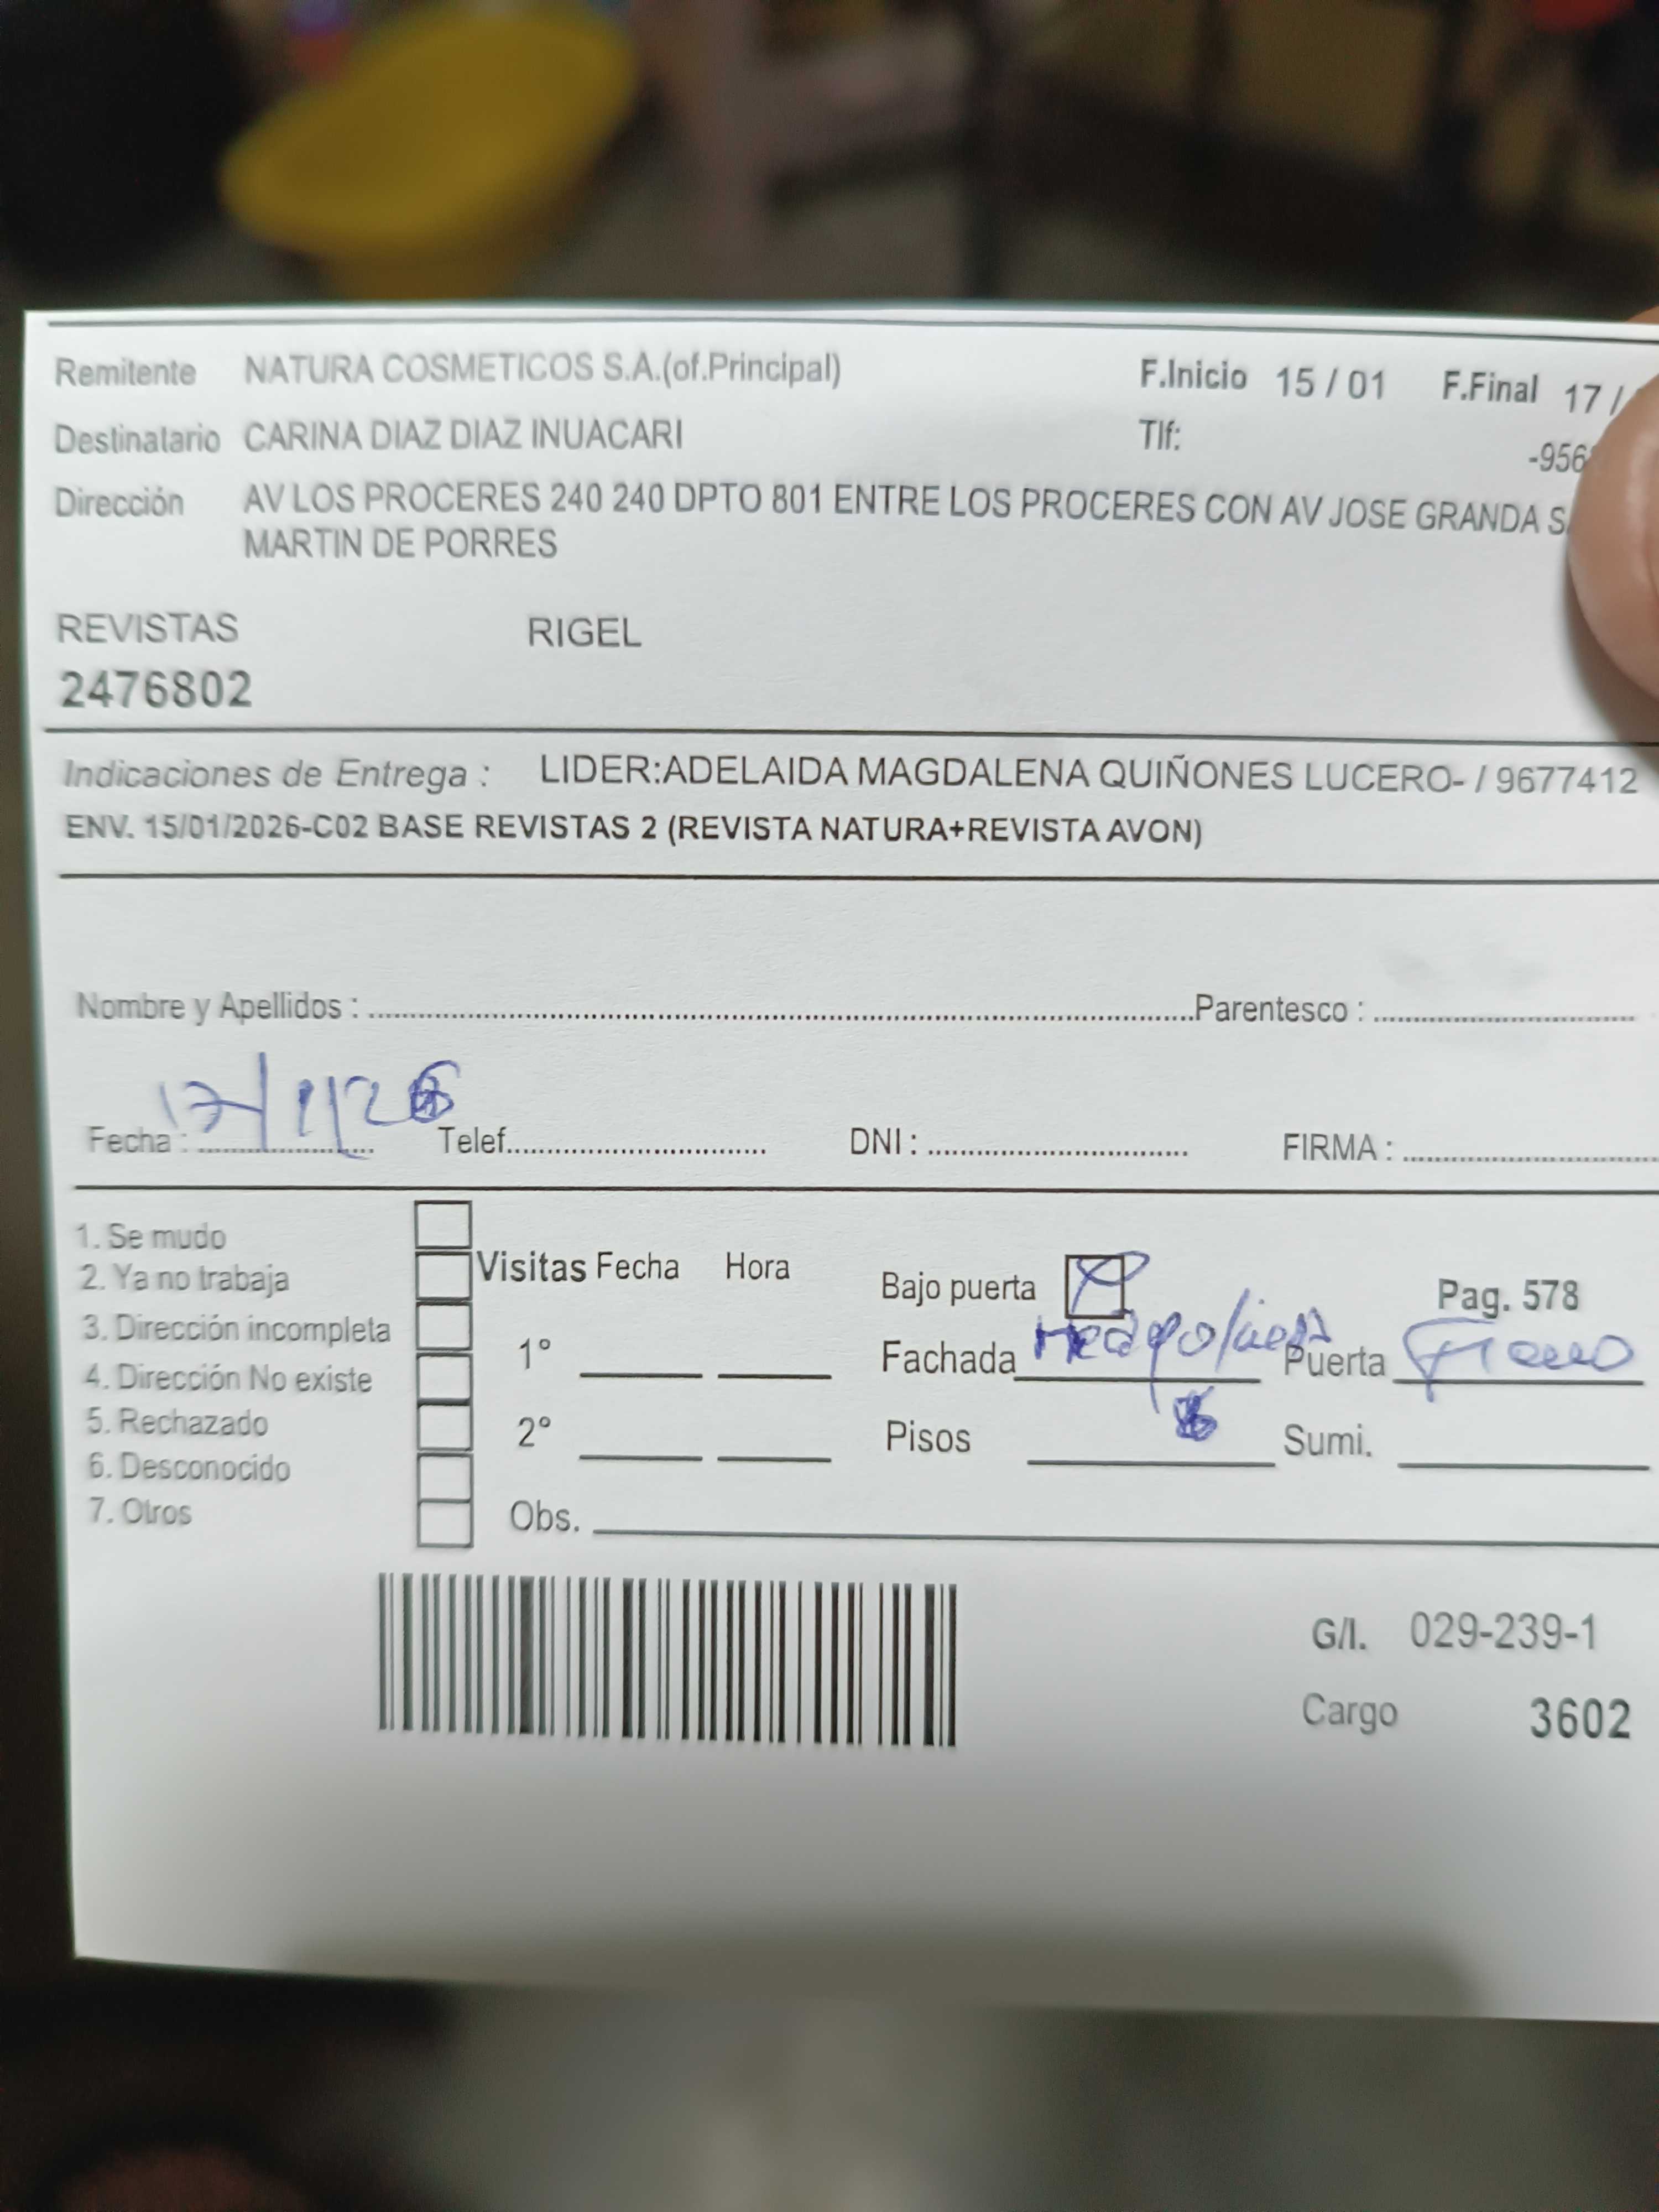 Remitente NATURA COSMETICOS S.A.(of.Principal) F.Inicio 15 / 01 F.Final 17 /
Destinatario CARINA DIAZ DIAZ INUACARI Tlf: -956
Dirección AV LOS PROCERES 240 240 DPTO 801 ENTRE LOS PROCERES CON AV JOSE GRANDA S
MARTIN DE PORRES
REVISTAS RIGEL
2476802
Indicaciones de Entrega : LIDER:ADELAIDA MAGDALENA QUIÑONES LUCERO- / 9677412
ENV. 15/01/2026-C02 BASE REVISTAS 2 (REVISTA NATURA+REVISTA AVON)
Nombre y Apellidos : Parentesco :
Fecha : 17/1/26 Telef. DNI : FIRMA :
1. Se mudo
2. Ya no trabaja
3. Dirección incompleta
4. Dirección No existe
5. Rechazado
6. Desconocido
7. Otros
Visitas Fecha Hora
1°
2°
Obs.
Bajo puerta Pag. 578
Fachada Puerta
Pisos Sumi.
G/I. 029-239-1
Cargo 3602